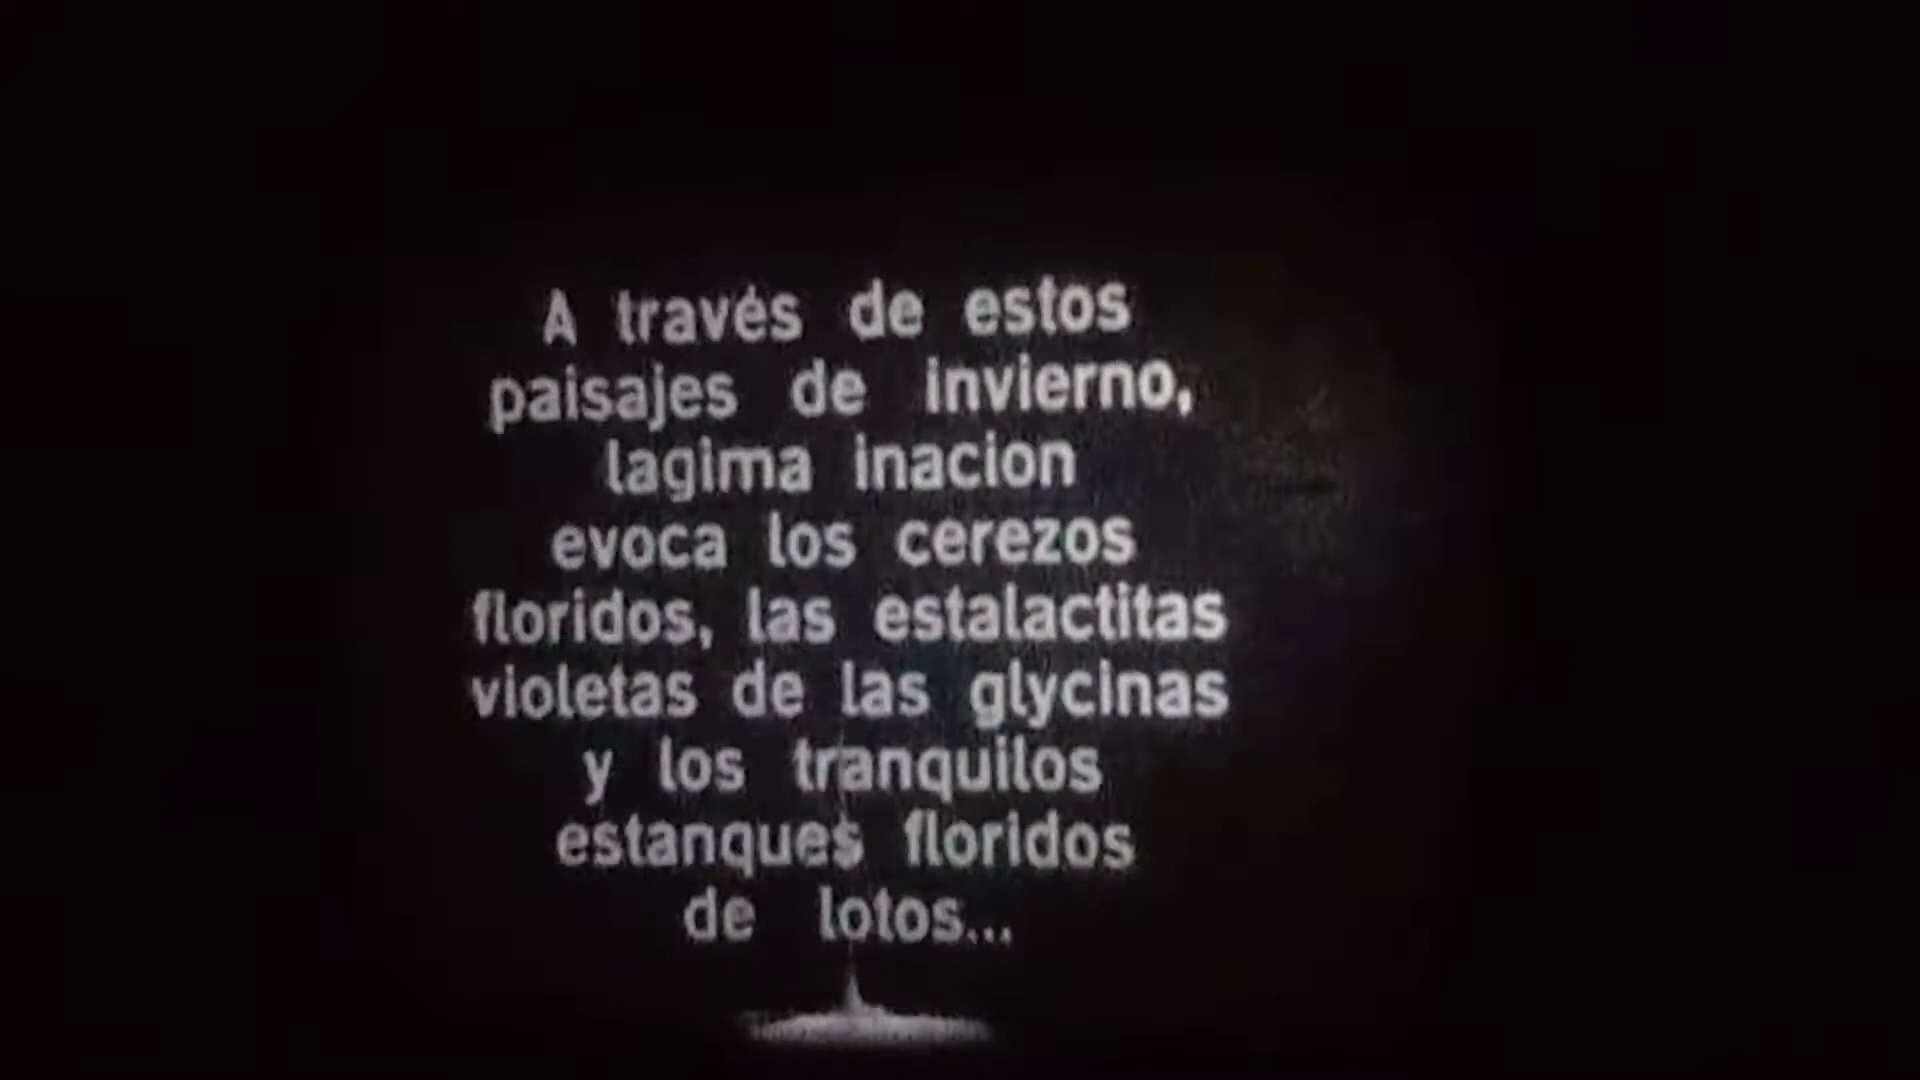 A través de estos
paisajes de invierno,
lagima inacion
evoca los cerezos
floridos, las estalactitas
violetas de las glycinas
y los tranquilos
estanques floridos
de lotos...